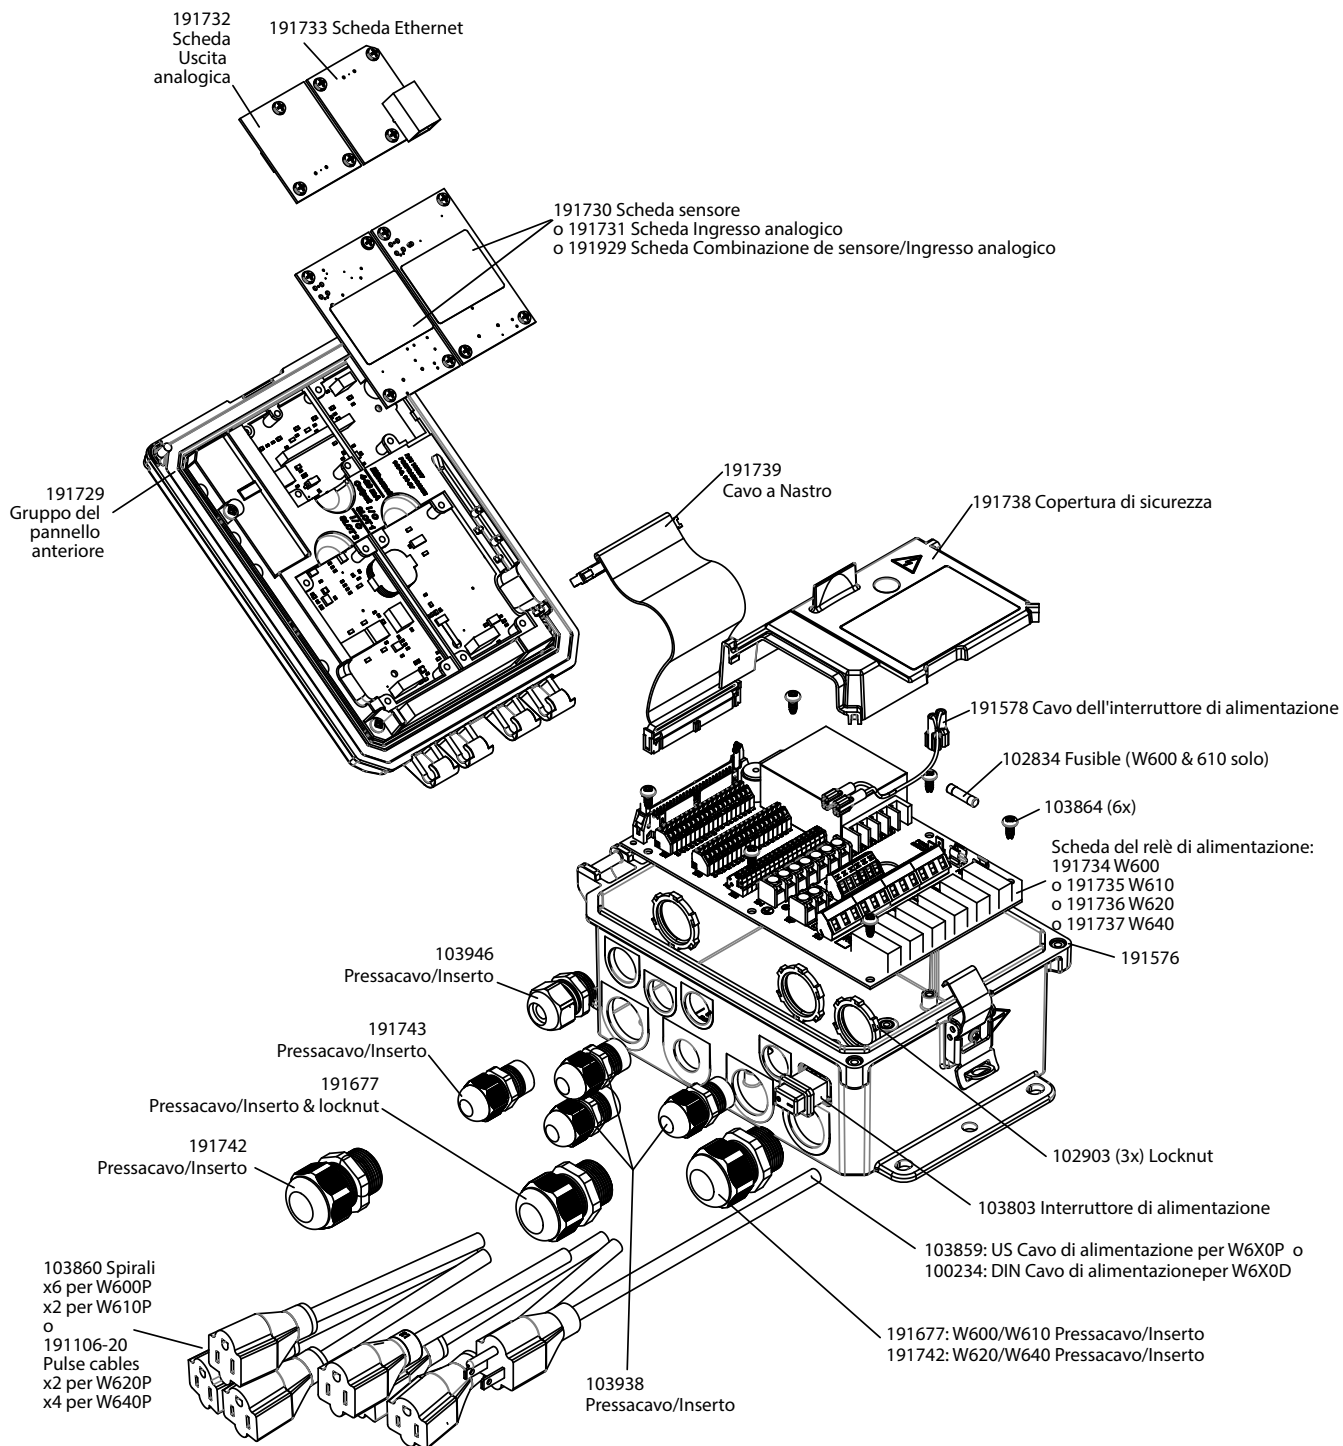 191732
Scheda
Uscita
analogica
191733 Scheda Ethernet
191730 Scheda sensore
o 191731 Scheda Ingresso analogico
o 191929 Scheda Combinazione de sensore/Ingresso analogico
191729
Gruppo del
pannello
anteriore
191739
Cavo a Nastro
191738 Copertura di sicurezza
191578 Cavo dell'interruttore di alimentazione
102834 Fusible (W600 & 610 solo)
103864 (6x)
Scheda del relè di alimentazione:
191734 W600
o 191735 W610
o 191736 W620
o 191737 W640
191576
103946
Pressacavo/Inserto
191743
Pressacavo/Inserto
191677
Pressacavo/Inserto & locknut
191742
Pressacavo/Inserto
102903 (3x) Locknut
103803 Interruttore di alimentazione
103859: US Cavo di alimentazione per W6X0P o
100234: DIN Cavo di alimentazioneper W6X0D
103860 Spirali
x6 per W600P
x2 per W610P
o
191106-20
Pulse cables
x2 per W620P
x4 per W640P
191677: W600/W610 Pressacavo/Inserto
191742: W620/W640 Pressacavo/Inserto
103938
Pressacavo/Inserto